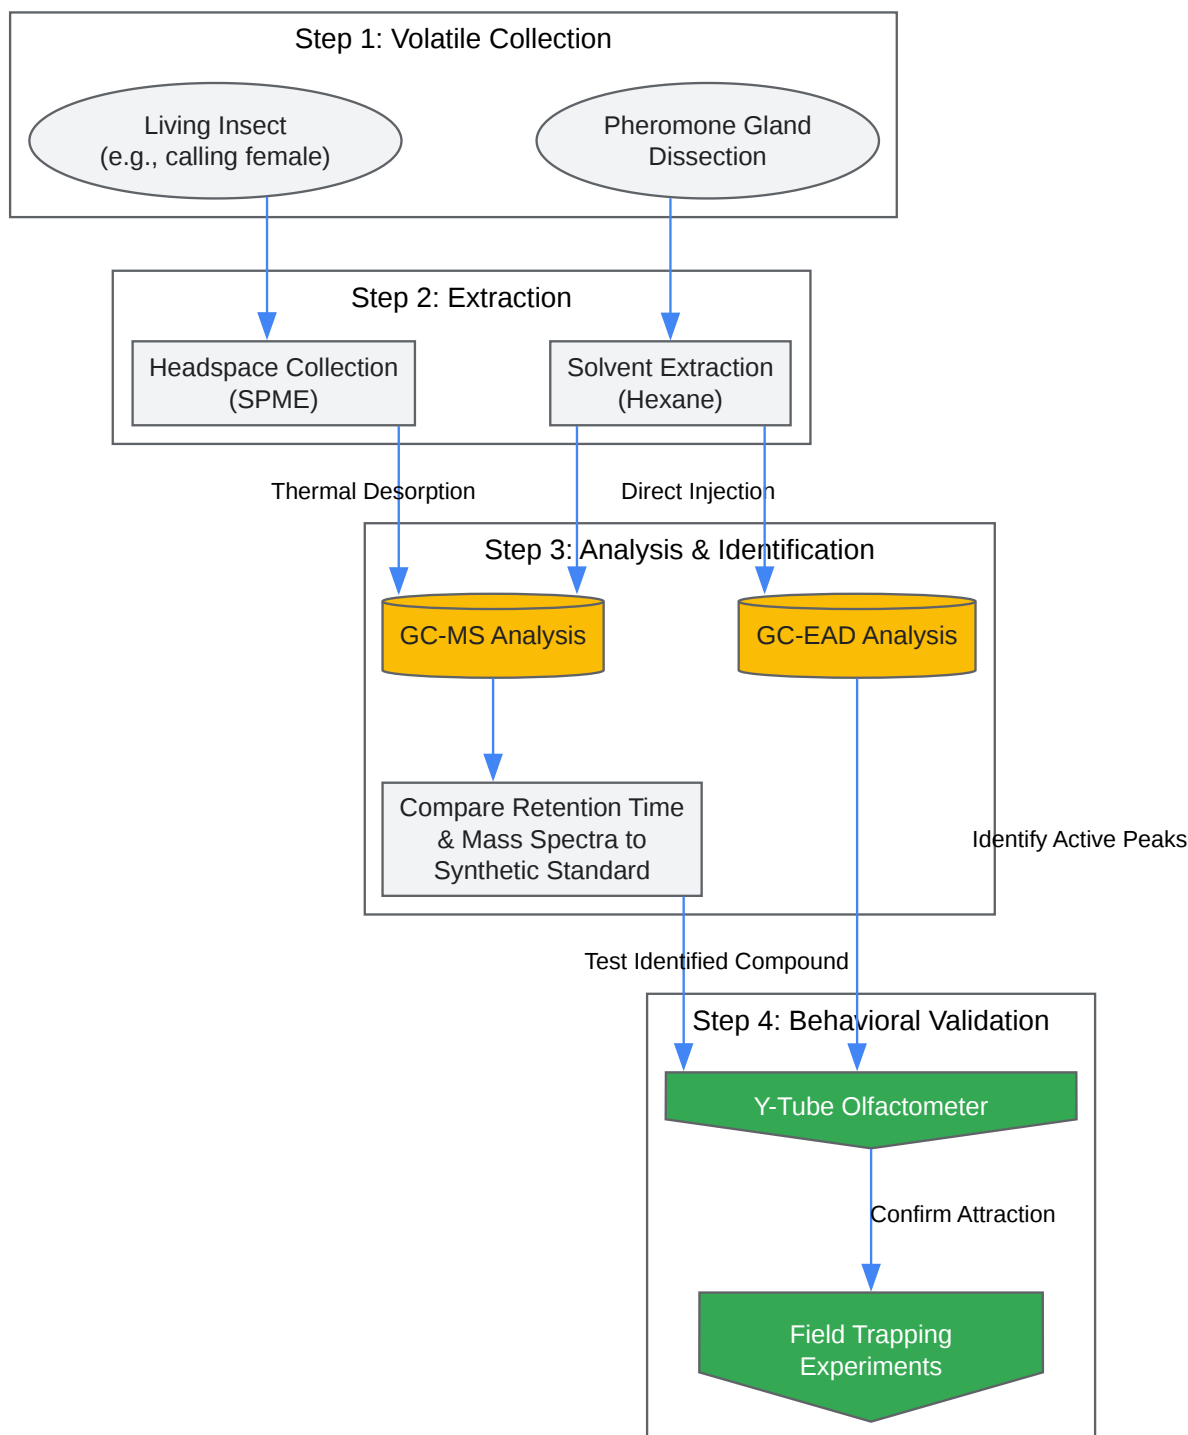 Step 1: Volatile Collection
Living Insect
(e.g., calling female)
Pheromone Gland
Dissection
Step 2: Extraction
Headspace Collection
(SPME)
Solvent Extraction
(Hexane)
Thermal Desorption
Direct Injection
Step 3: Analysis & Identification
GC-MS Analysis
GC-EAD Analysis
Compare Retention Time
& Mass Spectra to
Synthetic Standard
Identify Active Peaks
Test Identified Compound
Step 4: Behavioral Validation
Y-Tube Olfactometer
Confirm Attraction
Field Trapping
Experiments